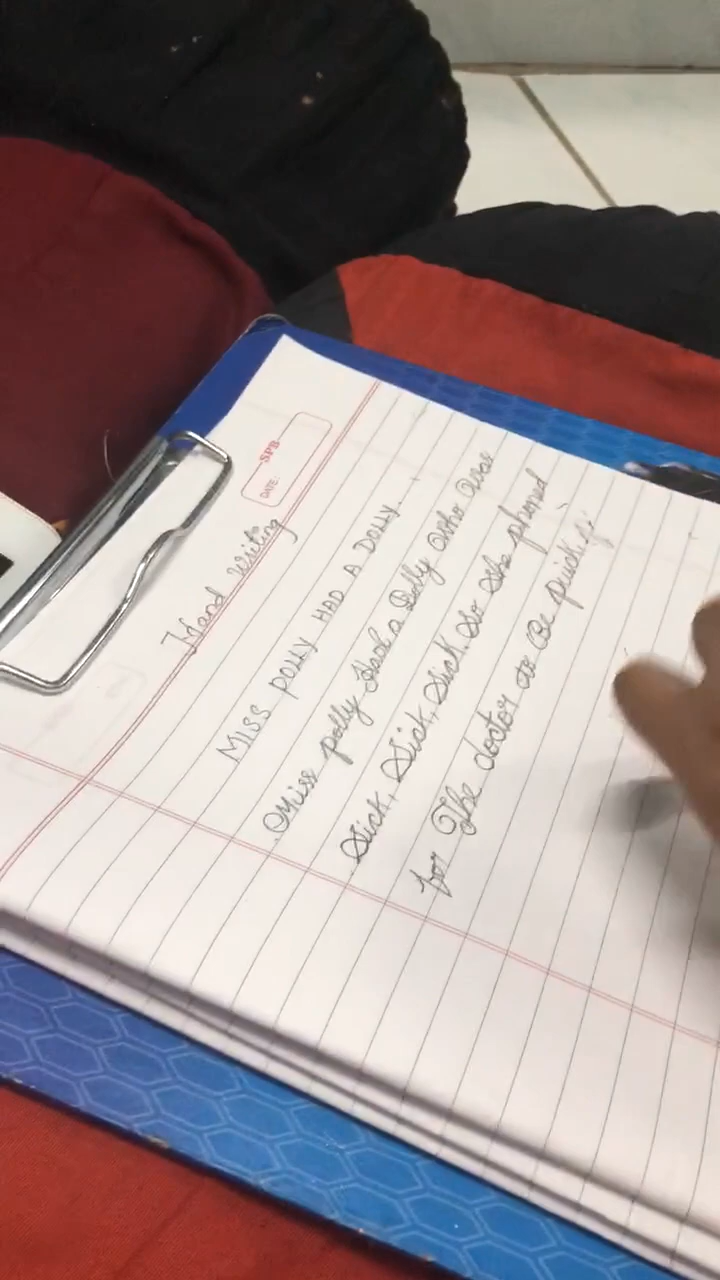 SPB
DATE:
Hand Writing
MISS POLLY HAD A DOLLY.
Miss polly Had a Dolly Who Was
Sick, Sick, Sick. So She phoned
for The doctor to Be quick